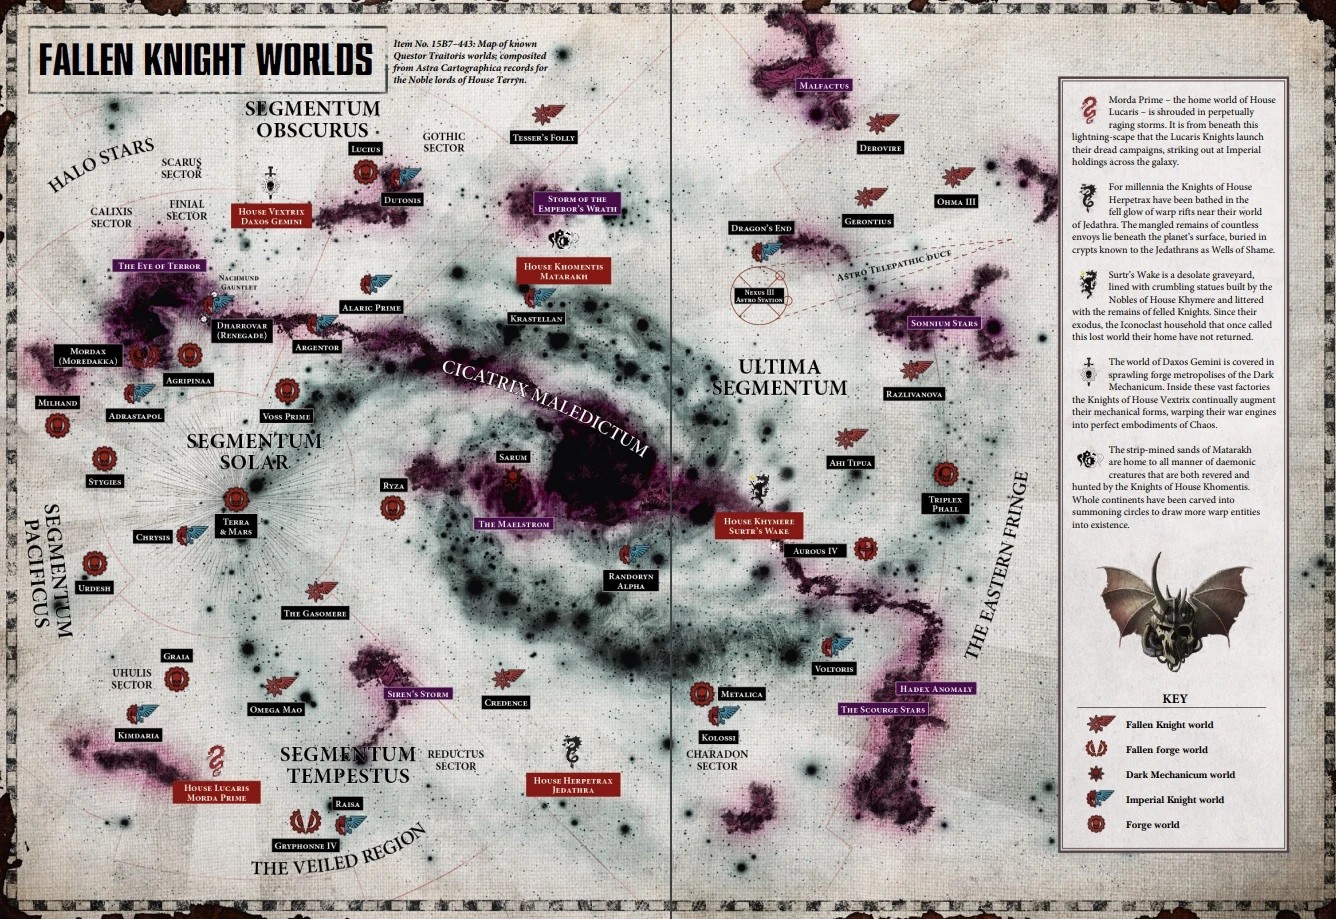 FALLEN KNIGHT WORLDS
Item No. 15B7–443: Map of known
Questor Traitoris worlds; composited
from Astra Cartographica records for
the Noble lords of House Terryn.
SEGMENTUM
OBSCURUS
HALO STARS
SCARUS
SECTOR
GOTHIC
SECTOR
CALIXIS
SECTOR
FINIAL
SECTOR
LUCIUS
DUTONIS
HOUSE VEXTRIX
DAXOS GEMINI
TESSER'S FOLLY
STORM OF THE
EMPEROR'S WRATH
HOUSE KHOMENTIS
MATARAKH
KRASTELLAN
THE EYE OF TERROR
NACHMUND
GAUNTLET
DHARROVAR
(RENEGADE)
ALARIC PRIME
ARGENTOR
MORDAX
(MOREDAKKA)
AGRIPINAA
ADRASTAPOL
MILHAND
VOSS PRIME
STYGIES
SEGMENTUM
SOLAR
TERRA
& MARS
CHRYSIS
URDESH
SEGMENTUM
PACIFICUS
CICATRIX MALEDICTUM
SARUM
RYZA
THE MAELSTROM
RANDORYN
ALPHA
THE GASOMERE
GRAIA
UHULIS
SECTOR
KIMDARIA
OMEGA MAO
SIREN'S STORM
CREDENCE
HOUSE LUCARIS
MORDA PRIME
SEGMENTUM
TEMPESTUS
REDUCTUS
SECTOR
HOUSE HERPETRAX
JEDATHRA
RAISA
GRYPHONNE IV
THE VEILED REGION
MALFACTUS
DEROVIRE
OHMA III
GERONTIUS
DRAGON'S END
ASTRO TELEPATHIC DUCT
NEXUS III
ASTRO STATION
SOMNIUM STARS
ULTIMA
SEGMENTUM
RAZLIVANOVA
AHI TIPUA
TRIPLEX
PHALL
HOUSE KHYMERE
SURTR'S WAKE
AUROUS IV
THE EASTERN FRINGE
VOLTORIS
METALICA
KOLOSSI
CHARADON
SECTOR
HADEX ANOMALY
THE SCOURGE STARS
Morda Prime – the home world of House
Lucaris – is shrouded in perpetually
raging storms. It is from beneath this
lightning-scape that the Lucaris Knights launch
their dread campaigns, striking out at Imperial
holdings across the galaxy.
For millennia the Knights of House
Herpetrax have been bathed in the
fell glow of warp rifts near their world
of Jedathra. The mangled remains of countless
envoys lie beneath the planet's surface, buried in
crypts known to the Jedathrans as Wells of Shame.
Surtr's Wake is a desolate graveyard,
lined with crumbling statues built by the
Nobles of House Khymere and littered
with the remains of felled Knights. Since their
exodus, the Iconoclast household that once called
this lost world their home have not returned.
The world of Daxos Gemini is covered in
sprawling forge metropolises of the Dark
Mechanicum. Inside these vast factories
the Knights of House Vextrix continually augment
their mechanical forms, warping their war engines
into perfect embodiments of Chaos.
The strip-mined sands of Matarakh
are home to all manner of daemonic
creatures that are both revered and
hunted by the Knights of House Khomentis.
Whole continents have been carved into
summoning circles to draw more warp entities
into existence.
KEY
Fallen Knight world
Fallen forge world
Dark Mechanicum world
Imperial Knight world
Forge world